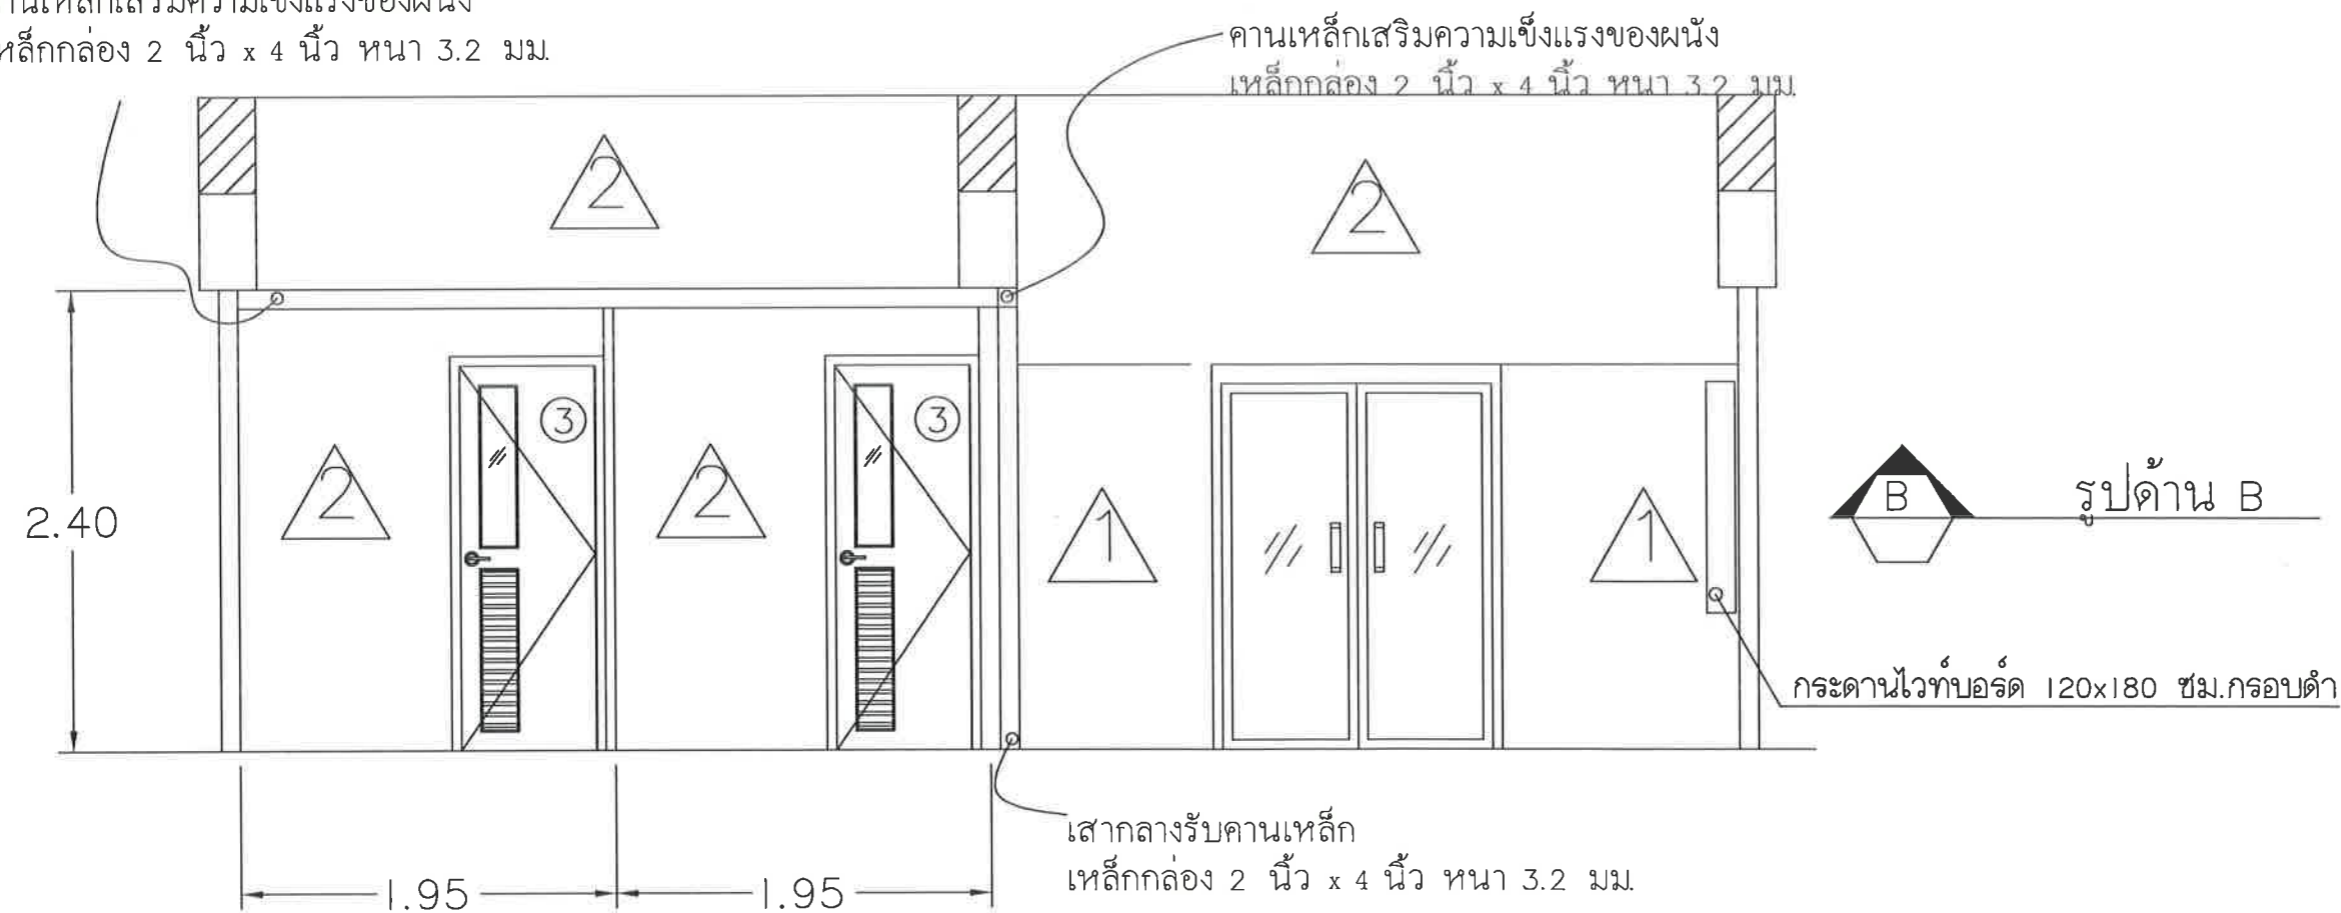 เหล็กกล่อง 2 นิ้ว x 4 นิ้ว หนา 3.2 มม.
คานเหล็กเสริมความเข็งแรงของผนัง
เหล็กกล่อง 2 นิ้ว x 4 นิ้ว หนา 3.2 มม.
2
2
3
3
2
2
1
1
2.40
B
รูปด้าน B
กระดานไวท์บอร์ด 120x180 ซม.กรอบดำ
เสากลางรับคานเหล็ก
เหล็กกล่อง 2 นิ้ว x 4 นิ้ว หนา 3.2 มม.
1.95
1.95